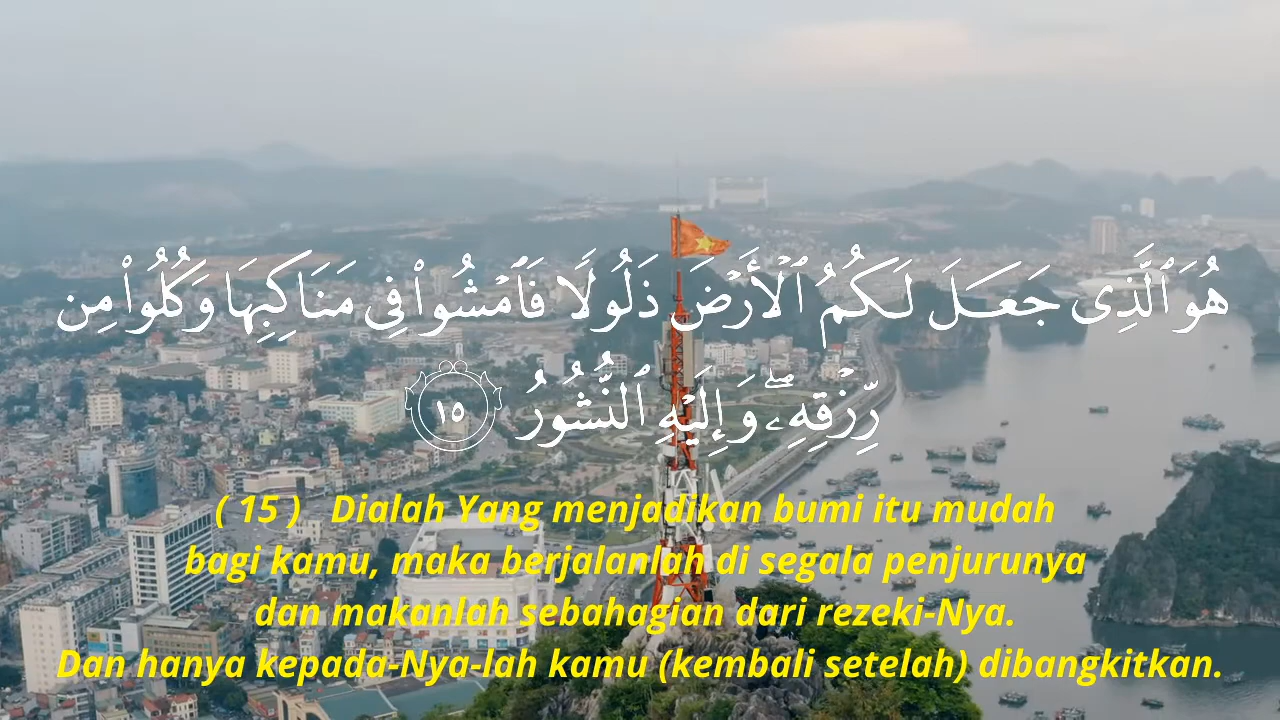 هُوَ ٱلَّذِى جَعَلَ لَكُمُ ٱلْأَرْضَ ذَلُولًا فَٱمْشُوا۟ فِى مَنَاكِبِهَا وَكُلُوا۟ مِن
رِّزْقِهِۦ ۖ وَإِلَيْهِ ٱلنُّشُورُ ١٥
( 15 ) Dialah Yang menjadikan bumi itu mudah
bagi kamu, maka berjalanlah di segala penjurunya
dan makanlah sebahagian dari rezeki-Nya.
Dan hanya kepada-Nya-lah kamu (kembali setelah) dibangkitkan.